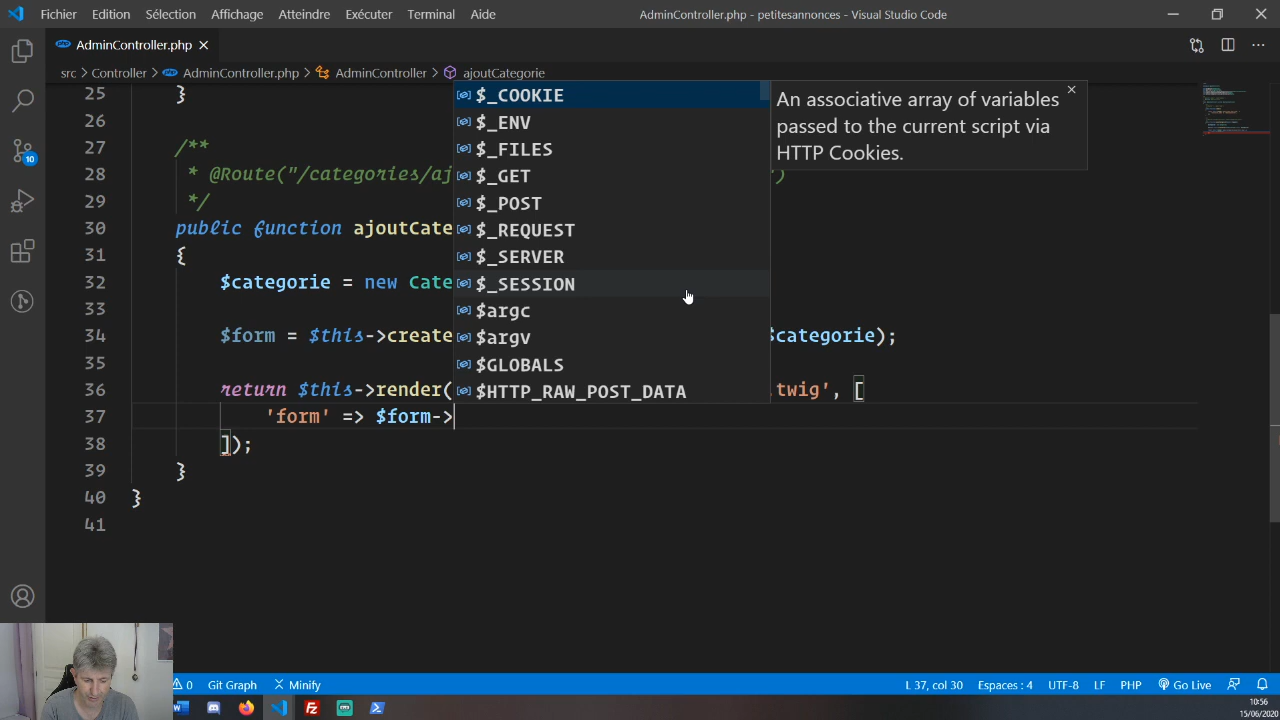 Fichier Edition Sélection Affichage Atteindre Exécuter Terminal Aide AdminController.php - petitesannonces - Visual Studio Code
AdminController.php
src > Controller > AdminController.php > AdminController > ajoutCategorie
25 }
26
27 /**
28 * @Route("/categories/aj ")
29 */
30 public function ajoutCate
31 {
32 $categorie = new Cate
33
34 $form = $this->create $categorie);
35
36 return $this->render( .twig', [
37 'form' => $form->
38 ]);
39 }
40 }
41
$_COOKIE
$_ENV
$_FILES
$_GET
$_POST
$_REQUEST
$_SERVER
$_SESSION
$argc
$argv
$GLOBALS
$HTTP_RAW_POST_DATA
An associative array of variables
passed to the current script via
HTTP Cookies.
10
0 Git Graph Minify L 37, col 30 Espaces : 4 UTF-8 LF PHP Go Live
10:56
15/06/2020